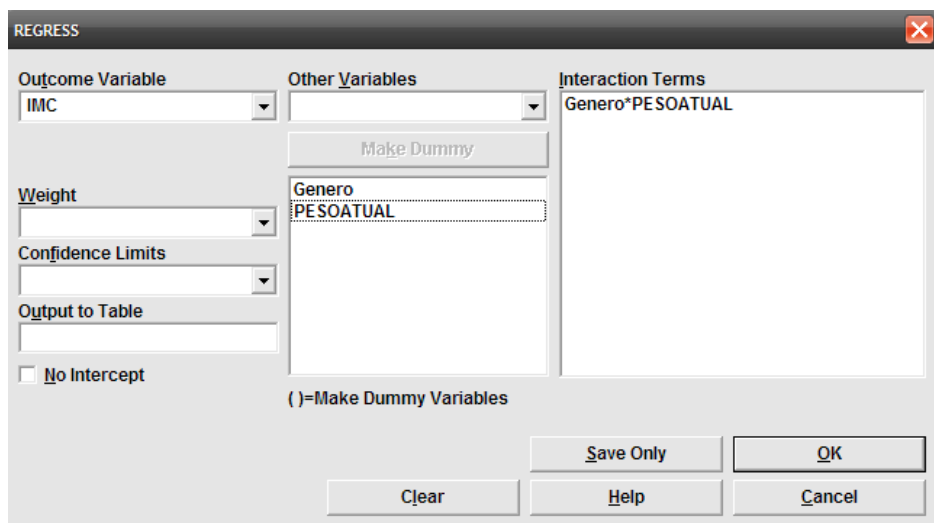 REGRESS
Outcome Variable
IMC
Other Variables
Interaction Terms
Genero*PESOATUAL
Make Dummy
Weight
Genero
PESOATUAL
Confidence Limits
Output to Table
No Intercept
( )=Make Dummy Variables
Save Only
OK
Clear
Help
Cancel